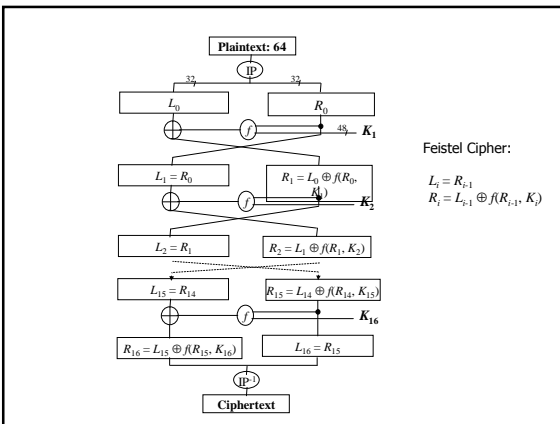 Plaintext: 64
IP
32 32
L₀ R₀
f 48 K₁
L₁ = R₀ R₁ = L₀ ⊕ f(R₀,
K₁)
f K₂
L₂ = R₁ R₂ = L₁ ⊕ f(R₁, K₂)
L₁₅ = R₁₄ R₁₅ = L₁₄ ⊕ f(R₁₄, K₁₅)
f K₁₆
R₁₆ = L₁₅ ⊕ f(R₁₅, K₁₆) L₁₆ = R₁₅
IP⁻¹
Ciphertext
Feistel Cipher:
Lᵢ = Rᵢ₋₁
Rᵢ = Lᵢ₋₁ ⊕ f(Rᵢ₋₁, Kᵢ)